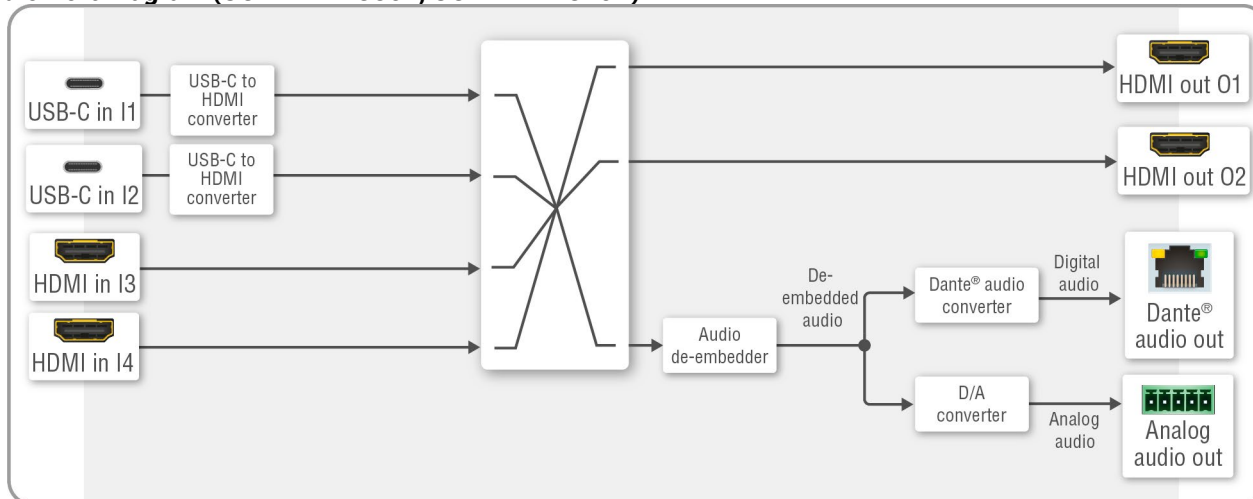 USB-C in I1
USB-C to
HDMI
converter
HDMI out O1
USB-C in I2
USB-C to
HDMI
converter
HDMI out O2
HDMI in I3
HDMI in I4
Audio
de-embedder
De-
embedded
audio
Dante® audio
converter
Digital
audio
Dante®
audio out
D/A
converter
Analog
audio
Analog
audio out